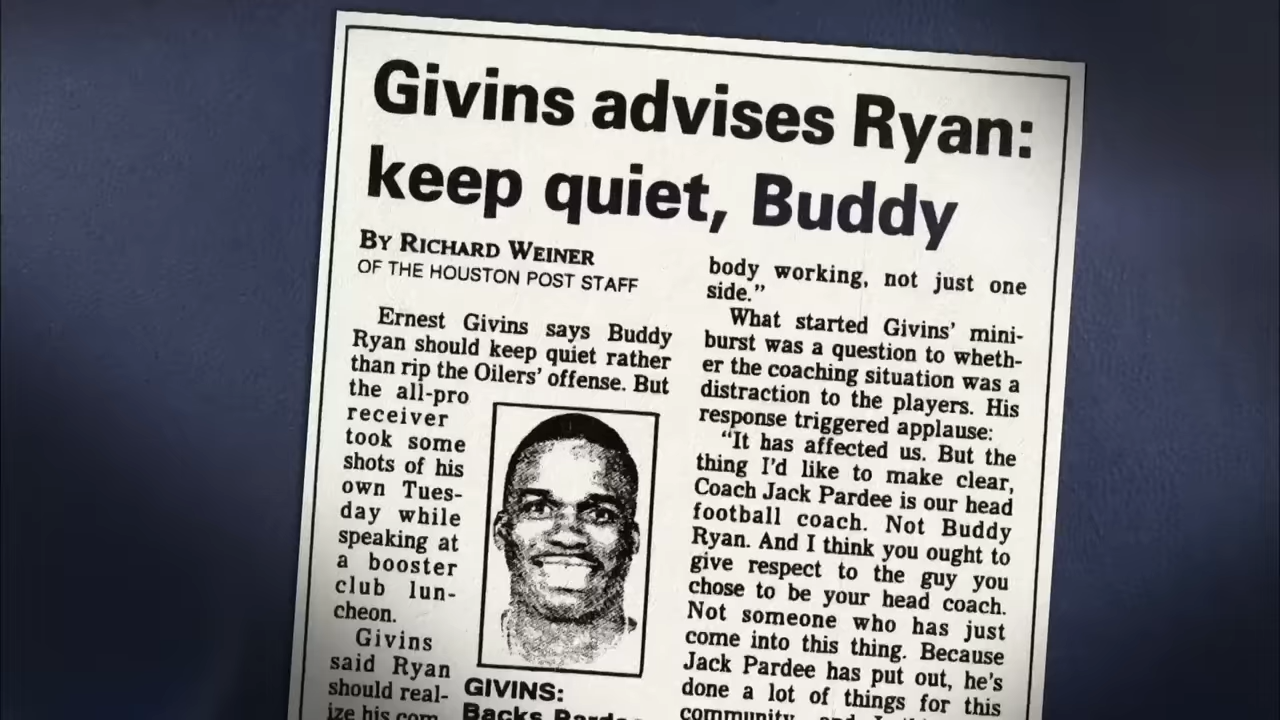 Givins advises Ryan:
keep quiet, Buddy
BY RICHARD WEINER
OF THE HOUSTON POST STAFF
Ernest Givins says Buddy
Ryan should keep quiet rather
than rip the Oilers' offense. But
the all-pro
receiver
took some
shots of his
own Tues-
day while
speaking at
a booster
club lun-
cheon.
Givins
said Ryan
should real-
ize his com
GIVINS:
Backs Pardee
body working, not just one
side."
What started Givins' mini-
burst was a question to wheth-
er the coaching situation was a
distraction to the players. His
response triggered applause:
"It has affected us. But the
thing I'd like to make clear,
Coach Jack Pardee is our head
football coach. Not Buddy
Ryan. And I think you ought to
give respect to the guy you
chose to be your head coach.
Not someone who has just
come into this thing. Because
Jack Pardee has put out, he's
done a lot of things for this
community, and I